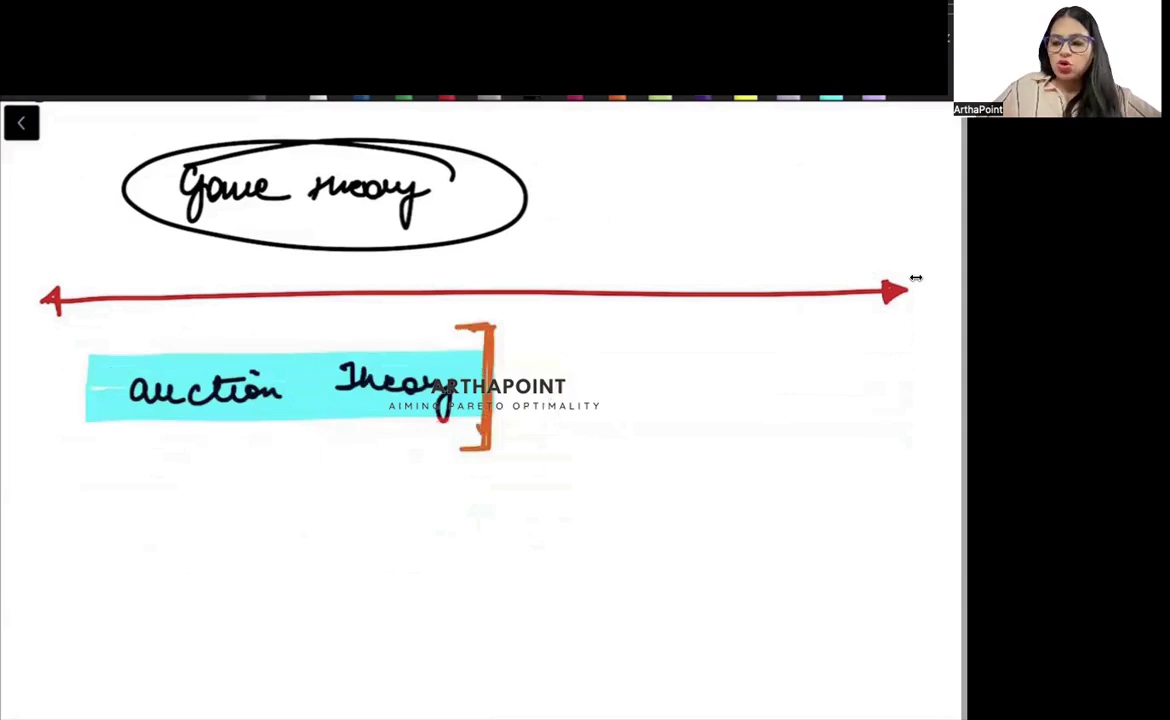 ArthaPoint
Game Theory
Auction Theory
ARTHAPOINT
AIMING PARETO OPTIMALITY